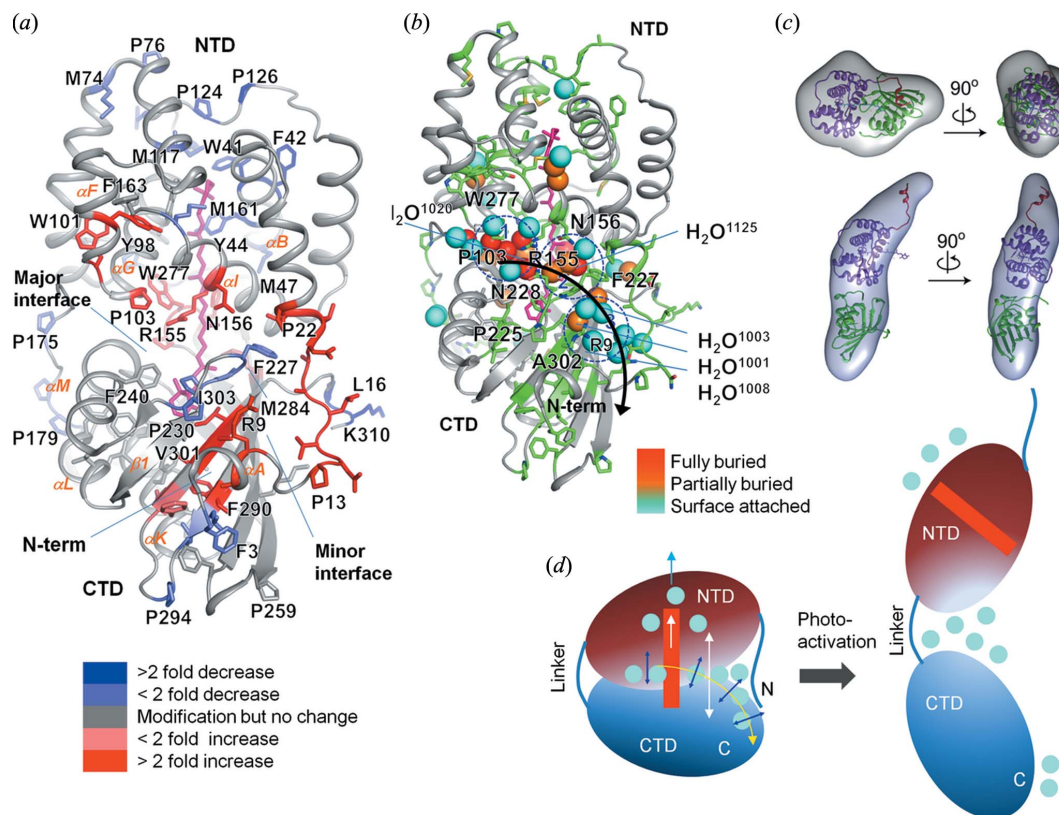 (a)
P76
NTD
M74
P126
P124
F42
M117
W41
αF
F163
M161
W101
αB
Y98
Y44
αG
W277
αI
Major
interface
M47
P103
R155
N156
P22
P175
F227
αM
F240
I303
M284
L16
P230
R9
K310
P179
V301
β1
αA
αL
P13
F290
N-term
αK
F3
Minor
interface
CTD
P294
P259
>2 fold decrease
< 2 fold decrease
Modification but no change
< 2 fold increase
> 2 fold increase
(b)
NTD
W277
I₂O¹⁰²⁰
N156
H₂O¹¹²⁵
P103
R155
F227
N228
P225
R9
H₂O¹⁰⁰³
A302
H₂O¹⁰⁰¹
H₂O¹⁰⁰⁸
N-term
CTD
Fully buried
Partially buried
Surface attached
(c)
90°
90°
(d)
NTD
Linker
N
CTD
C
Photo-
activation
NTD
Linker
CTD
C